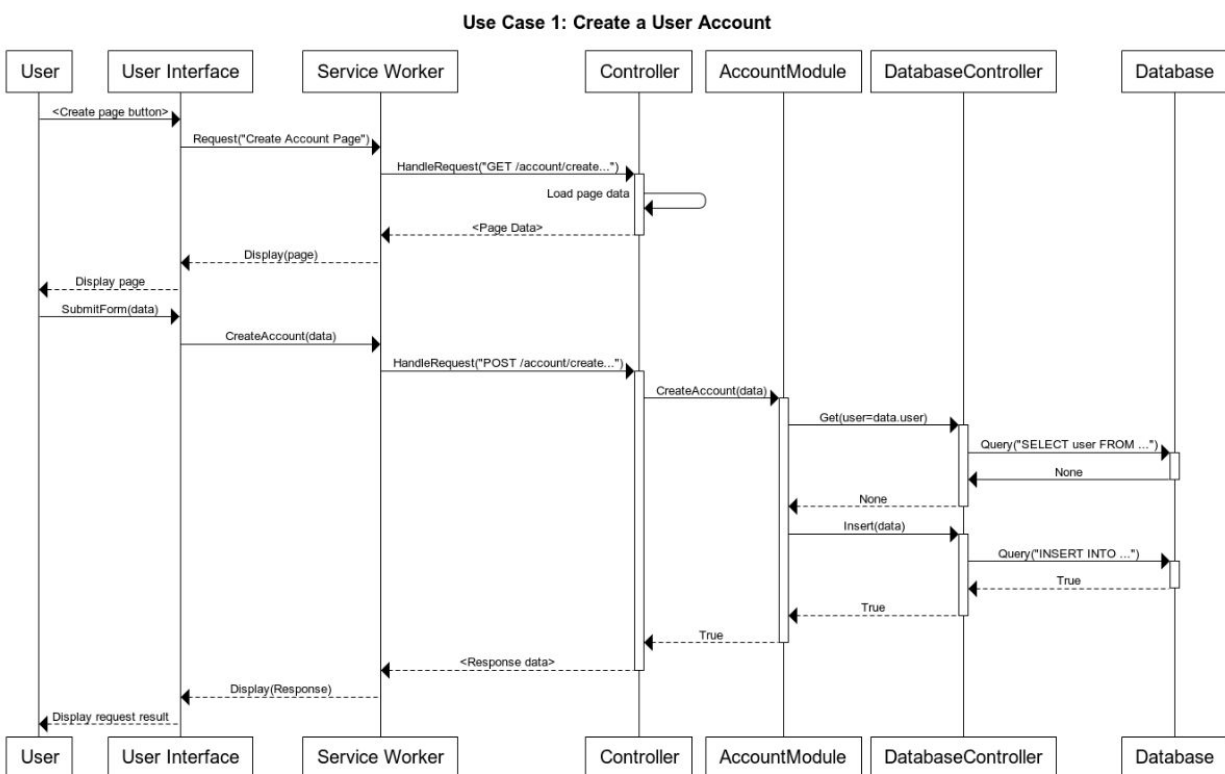 Use Case 1: Create a User Account
User User Interface Service Worker Controller AccountModule DatabaseController Database
<Create page button>
Request("Create Account Page")
HandleRequest("GET /account/create...")
Load page data
<Page Data>
Display(page)
Display page
SubmitForm(data)
CreateAccount(data)
HandleRequest("POST /account/create...")
CreateAccount(data)
Get(user=data.user)
Query("SELECT user FROM ...")
None
None
Insert(data)
Query("INSERT INTO ...")
True
True
True
<Response data>
Display(Response)
Display request result
User User Interface Service Worker Controller AccountModule DatabaseController Database